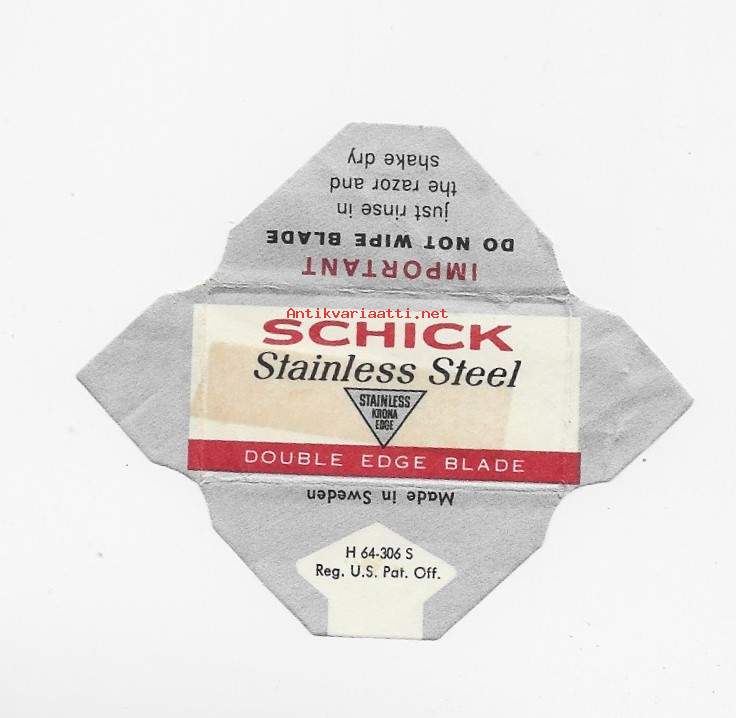 IMPORTANT
DO NOT WIPE BLADE
just rinse in
the razor and
shake dry
Antikvariaatti.net
SCHICK
Stainless Steel
STAINLESS
KRONA
EDGE
DOUBLE EDGE BLADE
Made in Sweden
H 64-306 S
Reg. U.S. Pat. Off.